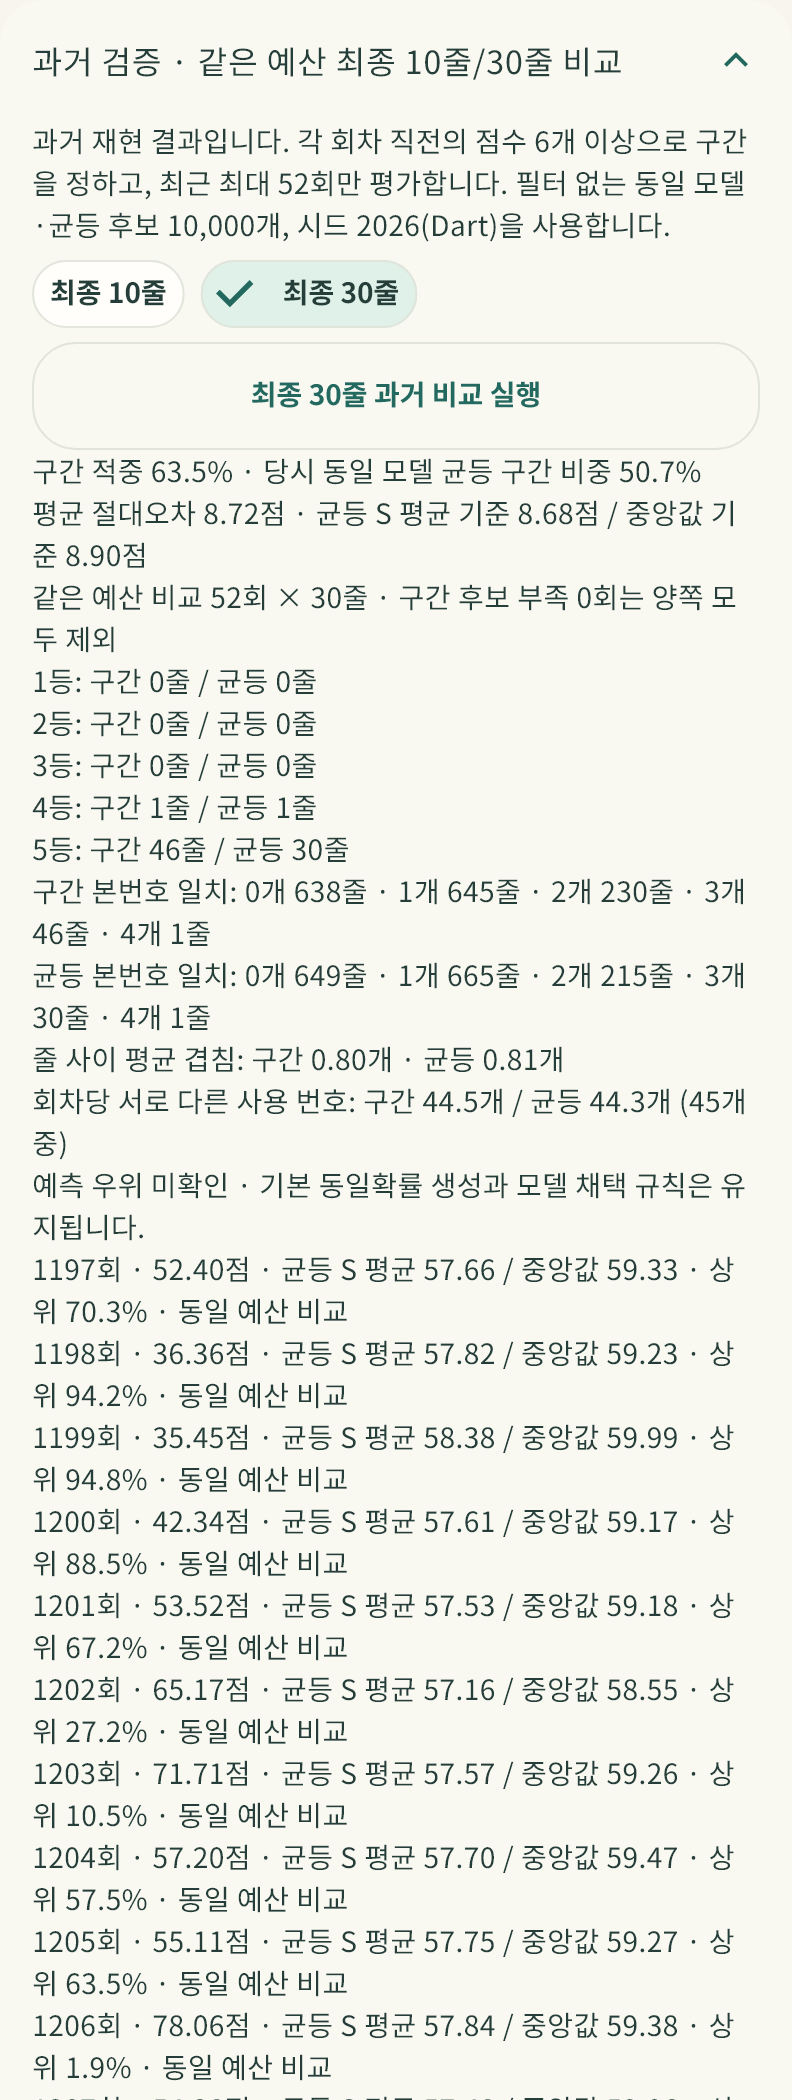 과거 검증 · 같은 예산 최종 10줄/30줄 비교
과거 재현 결과입니다. 각 회차 직전의 점수 6개 이상으로 구간
을 정하고, 최근 최대 52회만 평가합니다. 필터 없는 동일 모델
·균등 후보 10,000개, 시드 2026(Dart)을 사용합니다.
최종 10줄
최종 30줄
최종 30줄 과거 비교 실행
구간 적중 63.5% · 당시 동일 모델 균등 구간 비중 50.7%
평균 절대오차 8.72점 · 균등 S 평균 기준 8.68점 / 중앙값 기
준 8.90점
같은 예산 비교 52회 × 30줄 · 구간 후보 부족 0회는 양쪽 모
두 제외
1등: 구간 0줄 / 균등 0줄
2등: 구간 0줄 / 균등 0줄
3등: 구간 0줄 / 균등 0줄
4등: 구간 1줄 / 균등 1줄
5등: 구간 46줄 / 균등 30줄
구간 본번호 일치: 0개 638줄 · 1개 645줄 · 2개 230줄 · 3개
46줄 · 4개 1줄
균등 본번호 일치: 0개 649줄 · 1개 665줄 · 2개 215줄 · 3개
30줄 · 4개 1줄
줄 사이 평균 겹침: 구간 0.80개 · 균등 0.81개
회차당 서로 다른 사용 번호: 구간 44.5개 / 균등 44.3개 (45개
중)
예측 우위 미확인 · 기본 동일확률 생성과 모델 채택 규칙은 유
지됩니다.
1197회 · 52.40점 · 균등 S 평균 57.66 / 중앙값 59.33 · 상
위 70.3% · 동일 예산 비교
1198회 · 36.36점 · 균등 S 평균 57.82 / 중앙값 59.23 · 상
위 94.2% · 동일 예산 비교
1199회 · 35.45점 · 균등 S 평균 58.38 / 중앙값 59.99 · 상
위 94.8% · 동일 예산 비교
1200회 · 42.34점 · 균등 S 평균 57.61 / 중앙값 59.17 · 상
위 88.5% · 동일 예산 비교
1201회 · 53.52점 · 균등 S 평균 57.53 / 중앙값 59.18 · 상
위 67.2% · 동일 예산 비교
1202회 · 65.17점 · 균등 S 평균 57.16 / 중앙값 58.55 · 상
위 27.2% · 동일 예산 비교
1203회 · 71.71점 · 균등 S 평균 57.57 / 중앙값 59.26 · 상
위 10.5% · 동일 예산 비교
1204회 · 57.20점 · 균등 S 평균 57.70 / 중앙값 59.47 · 상
위 57.5% · 동일 예산 비교
1205회 · 55.11점 · 균등 S 평균 57.75 / 중앙값 59.27 · 상
위 63.5% · 동일 예산 비교
1206회 · 78.06점 · 균등 S 평균 57.84 / 중앙값 59.38 · 상
위 1.9% · 동일 예산 비교